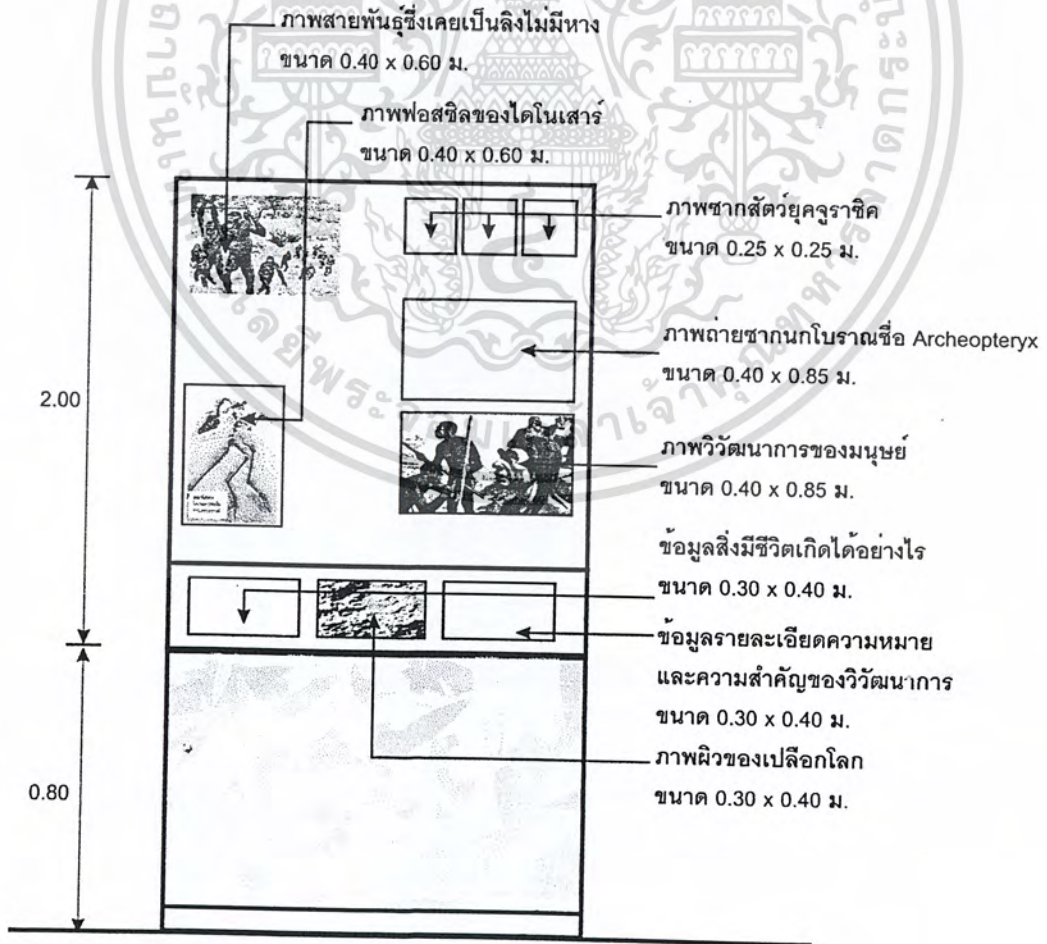 ภาพสายพันธุ์ซึ่งเคยเป็นลิงไม่มีหาง
ขนาด 0.40 x 0.60 ม.
ภาพฟอสซิลของไดโนเสาร์
ขนาด 0.40 x 0.60 ม.
ภาพซากสัตว์ยุคจูราซิค
ขนาด 0.25 x 0.25 ม.
ภาพถ่ายซากนกโบราณชื่อ Archeopteryx
ขนาด 0.40 x 0.85 ม.
2.00
ภาพวิวัฒนาการของมนุษย์
ขนาด 0.40 x 0.85 ม.
ข้อมูลสิ่งมีชีวิตเกิดได้อย่างไร
ขนาด 0.30 x 0.40 ม.
ข้อมูลรายละเอียดความหมาย
และความสำคัญของวิวัฒนาการ
ขนาด 0.30 x 0.40 ม.
ภาพผิวของเปลือกโลก
ขนาด 0.30 x 0.40 ม.
0.80